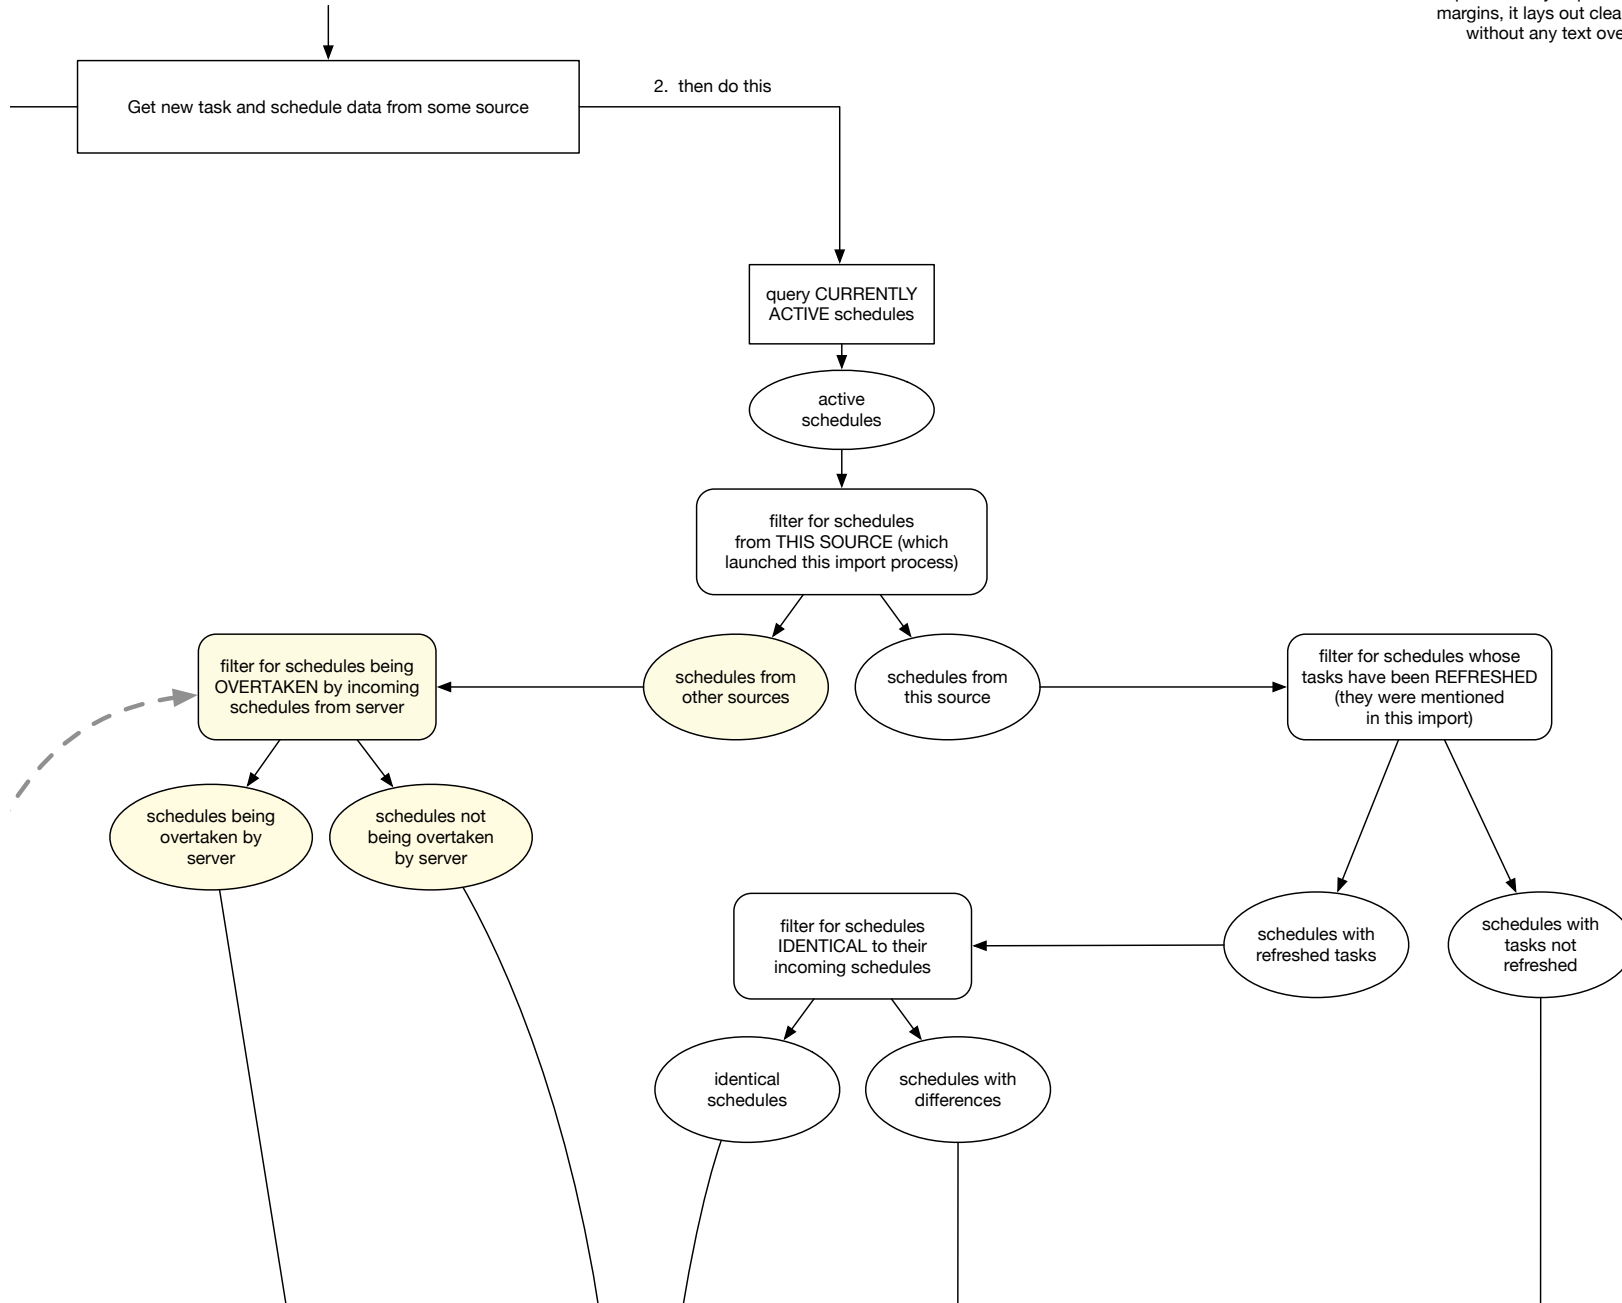 margins, it lays out clea
without any text ove
2. then do this
Get new task and schedule data from some source
query CURRENTLY
ACTIVE schedules
active
schedules
filter for schedules
from THIS SOURCE (which
launched this import process)
filter for schedules being
OVERTAKEN by incoming
schedules from server
schedules from
other sources
schedules from
this source
filter for schedules whose
tasks have been REFRESHED
(they were mentioned
in this import)
schedules being
overtaken by
server
schedules not
being overtaken
by server
filter for schedules
IDENTICAL to their
incoming schedules
schedules with
refreshed tasks
schedules with
tasks not
refreshed
identical
schedules
schedules with
differences